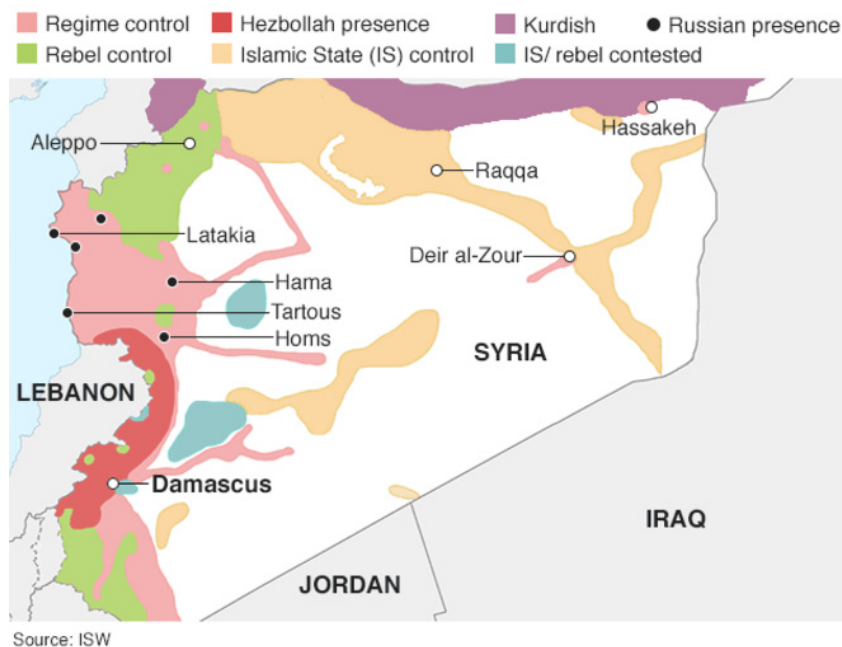 Regime control
Hezbollah presence
Kurdish
Russian presence
Rebel control
Islamic State (IS) control
IS/ rebel contested
Hassakeh
Aleppo
Raqqa
Latakia
Deir al-Zour
Hama
Tartous
Homs
SYRIA
LEBANON
Damascus
IRAQ
JORDAN
Source: ISW